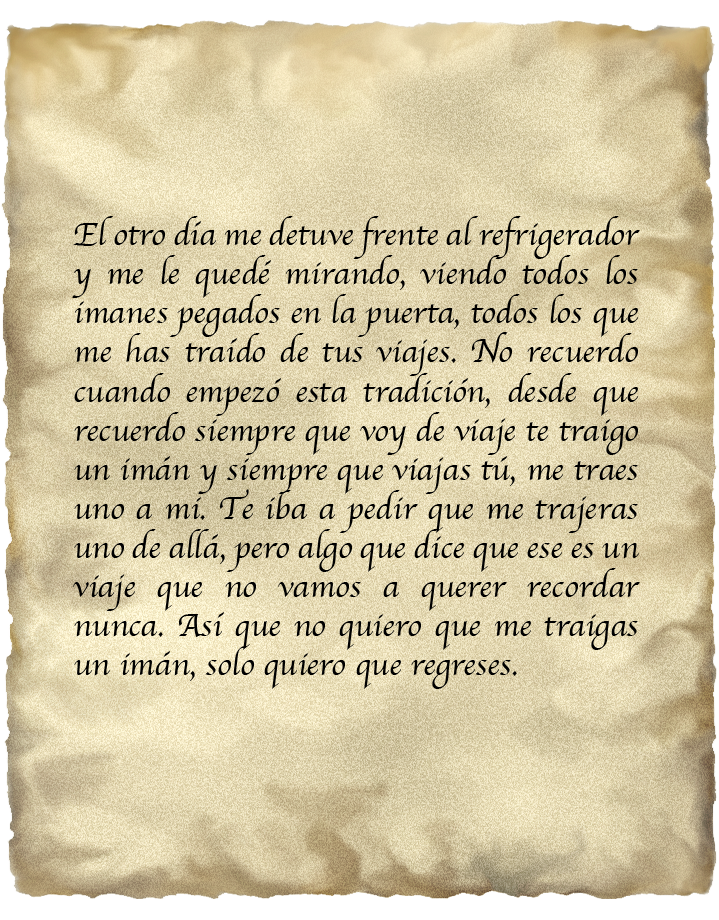 El otro día me detuve frente al refrigerador
y me le quedé mirando, viendo todos los
imanes pegados en la puerta, todos los que
me has traído de tus viajes. No recuerdo
cuando empezó esta tradición, desde que
recuerdo siempre que voy de viaje te traigo
un imán y siempre que viajas tú, me traes
uno a mí. Te iba a pedir que me trajeras
uno de allá, pero algo que dice que ese es un
viaje que no vamos a querer recordar
nunca. Así que no quiero que me traigas
un imán, solo quiero que regreses.